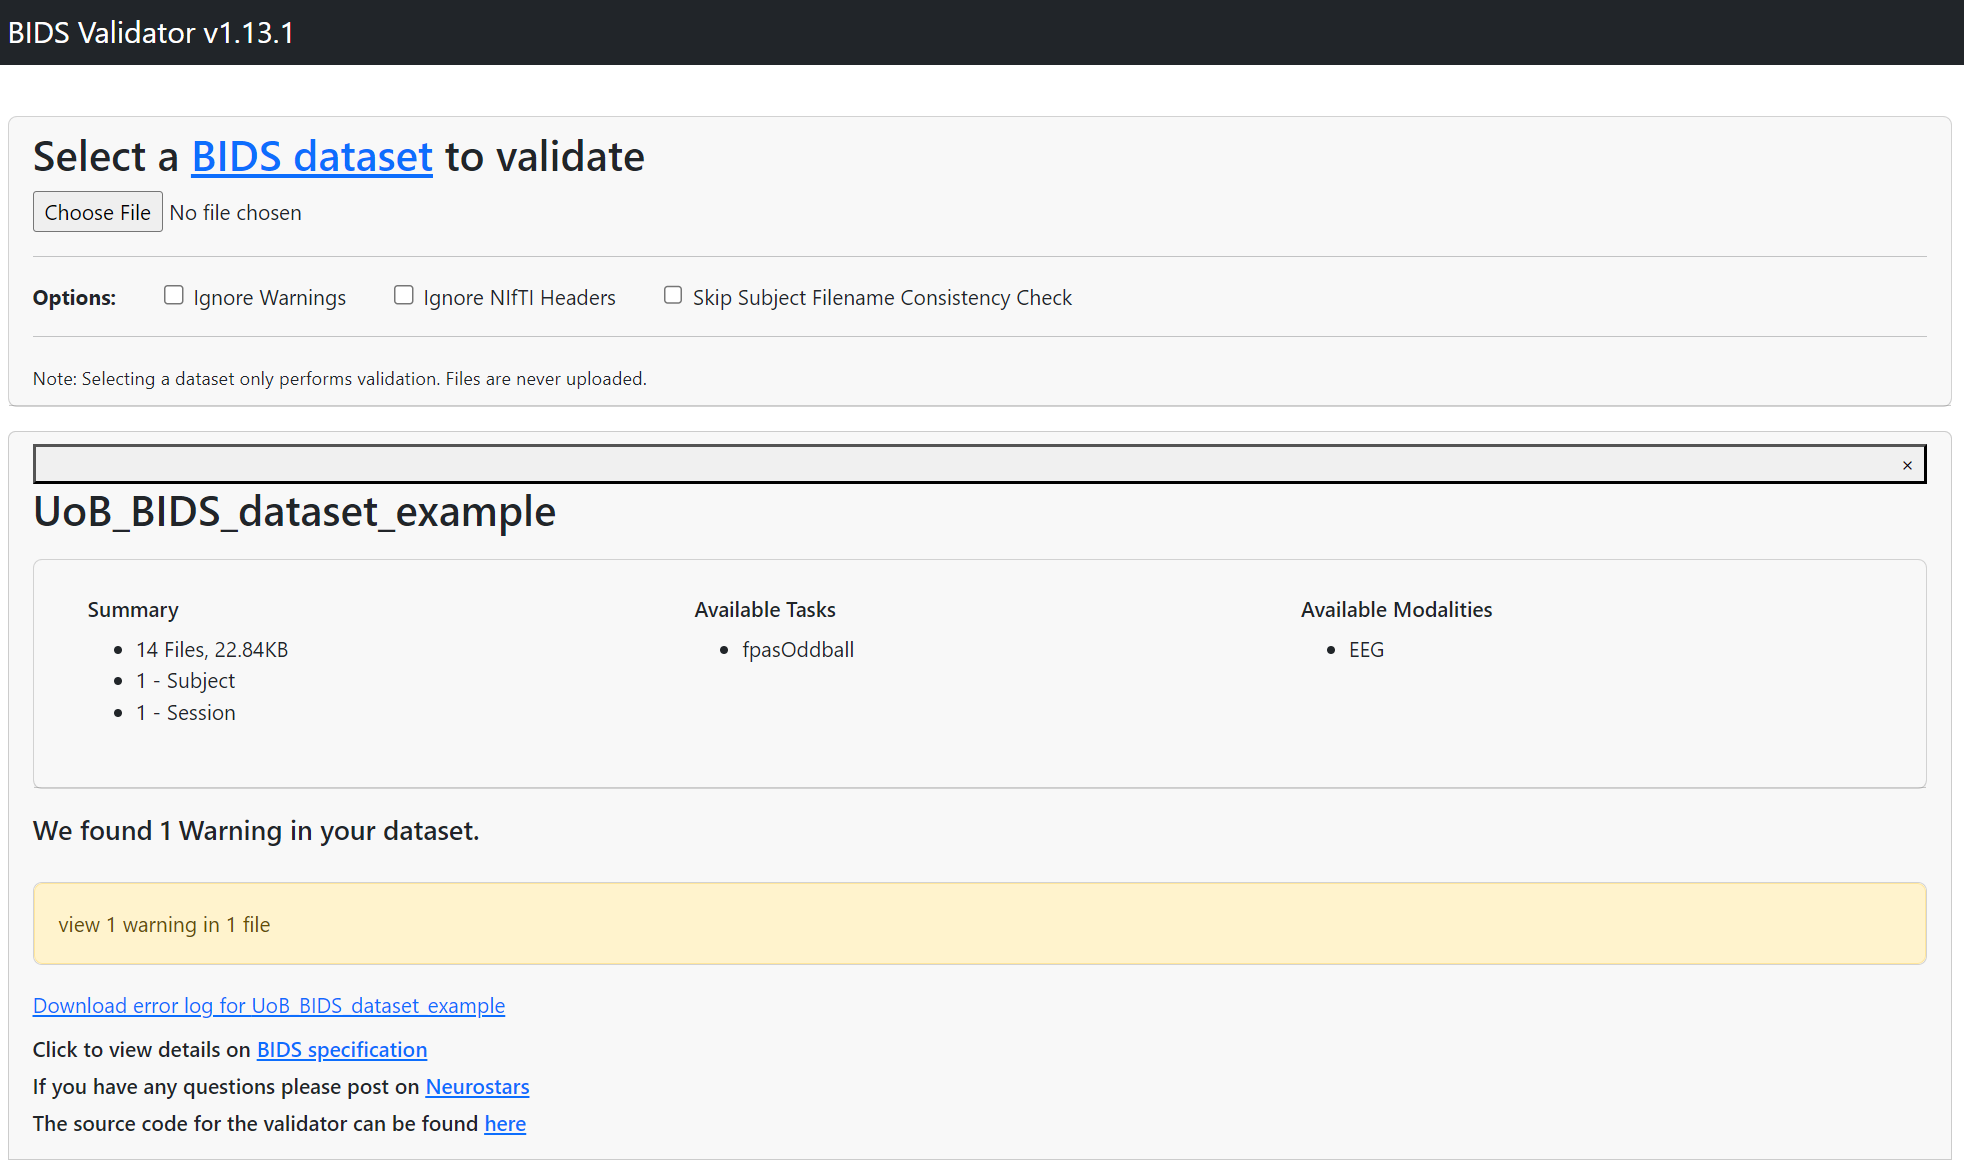 BIDS Validator v1.13.1
Select a BIDS dataset to validate
Choose File No file chosen
Options: Ignore Warnings Ignore NIfTI Headers Skip Subject Filename Consistency Check
Note: Selecting a dataset only performs validation. Files are never uploaded.
×
UoB_BIDS_dataset_example
Summary
14 Files, 22.84KB
1 - Subject
1 - Session
Available Tasks
fpasOddball
Available Modalities
EEG
We found 1 Warning in your dataset.
view 1 warning in 1 file
Download error log for UoB_BIDS_dataset_example
Click to view details on BIDS specification
If you have any questions please post on Neurostars
The source code for the validator can be found here